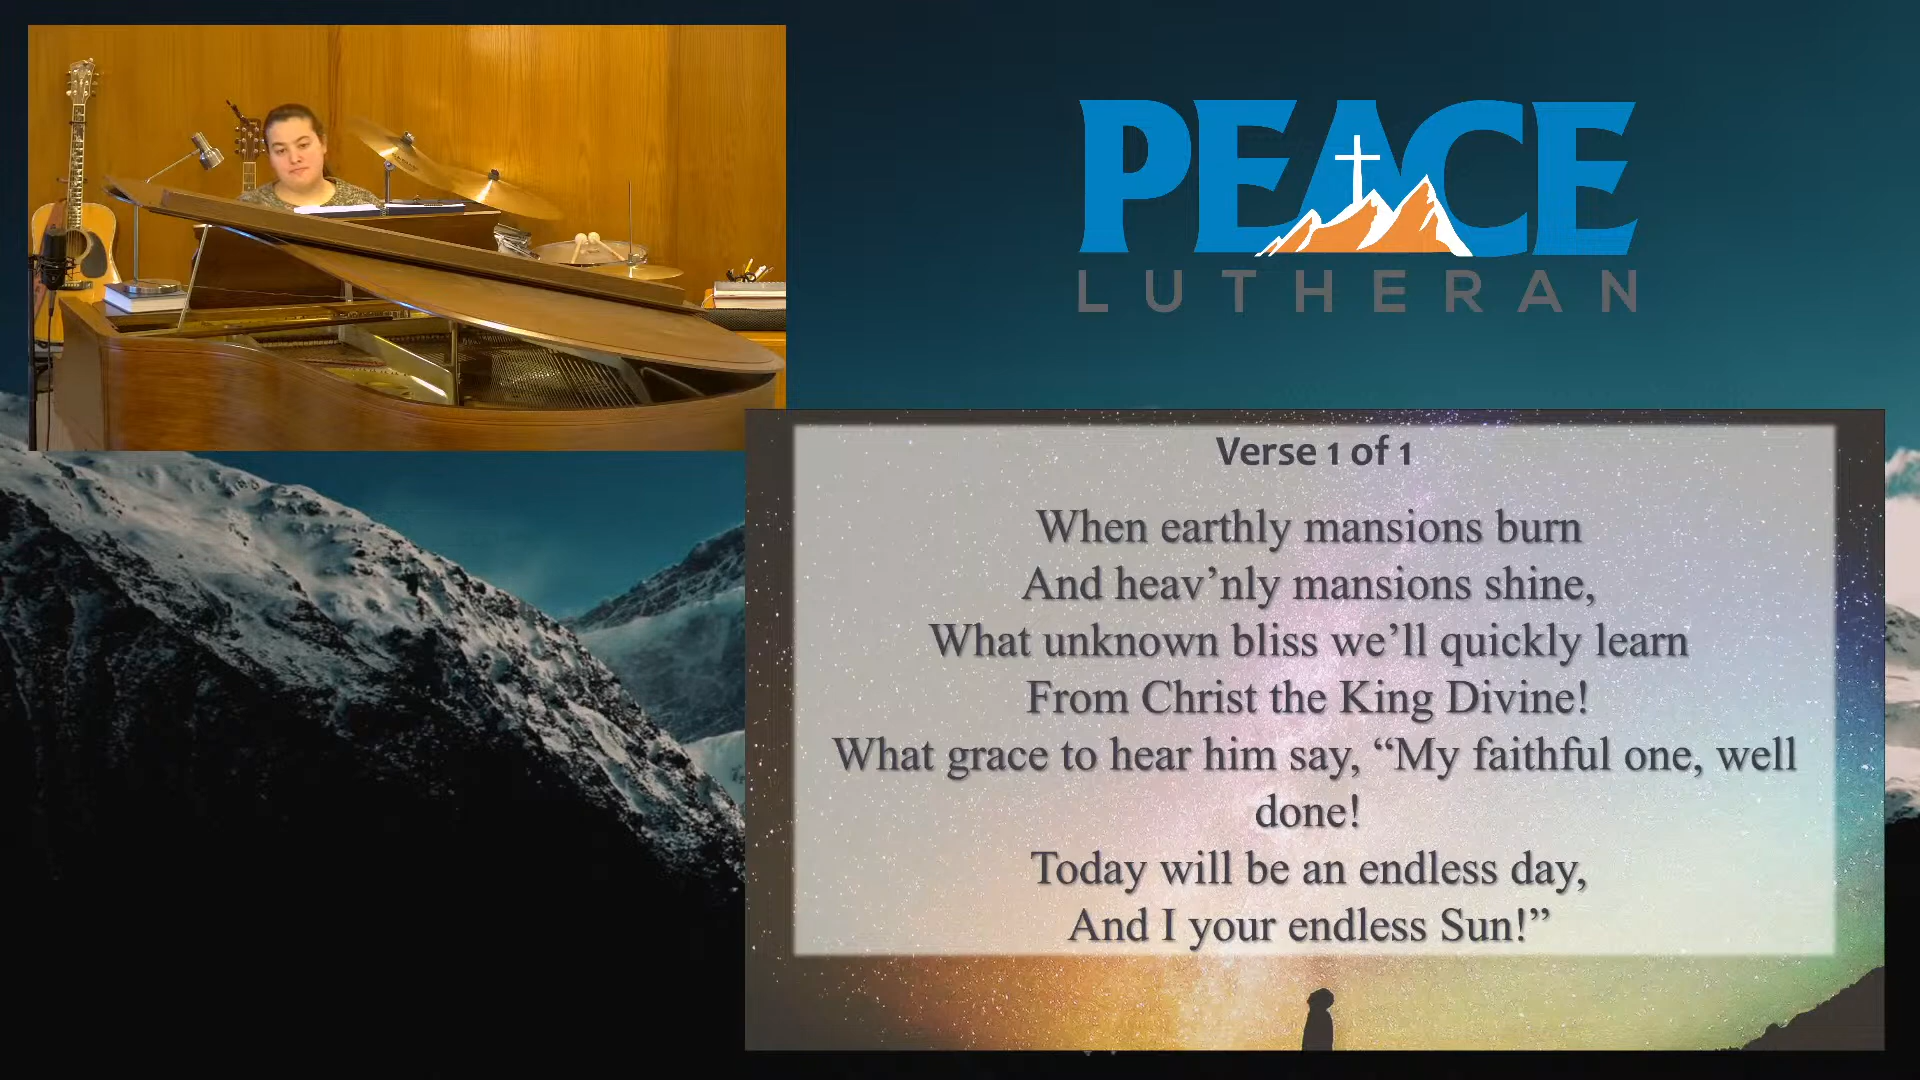 PEACE
LUTHERAN
Verse 1 of 1
When earthly mansions burn
And heav’nly mansions shine,
What unknown bliss we’ll quickly learn
From Christ the King Divine!
What grace to hear him say, “My faithful one, well
done!
Today will be an endless day,
And I your endless Sun!”